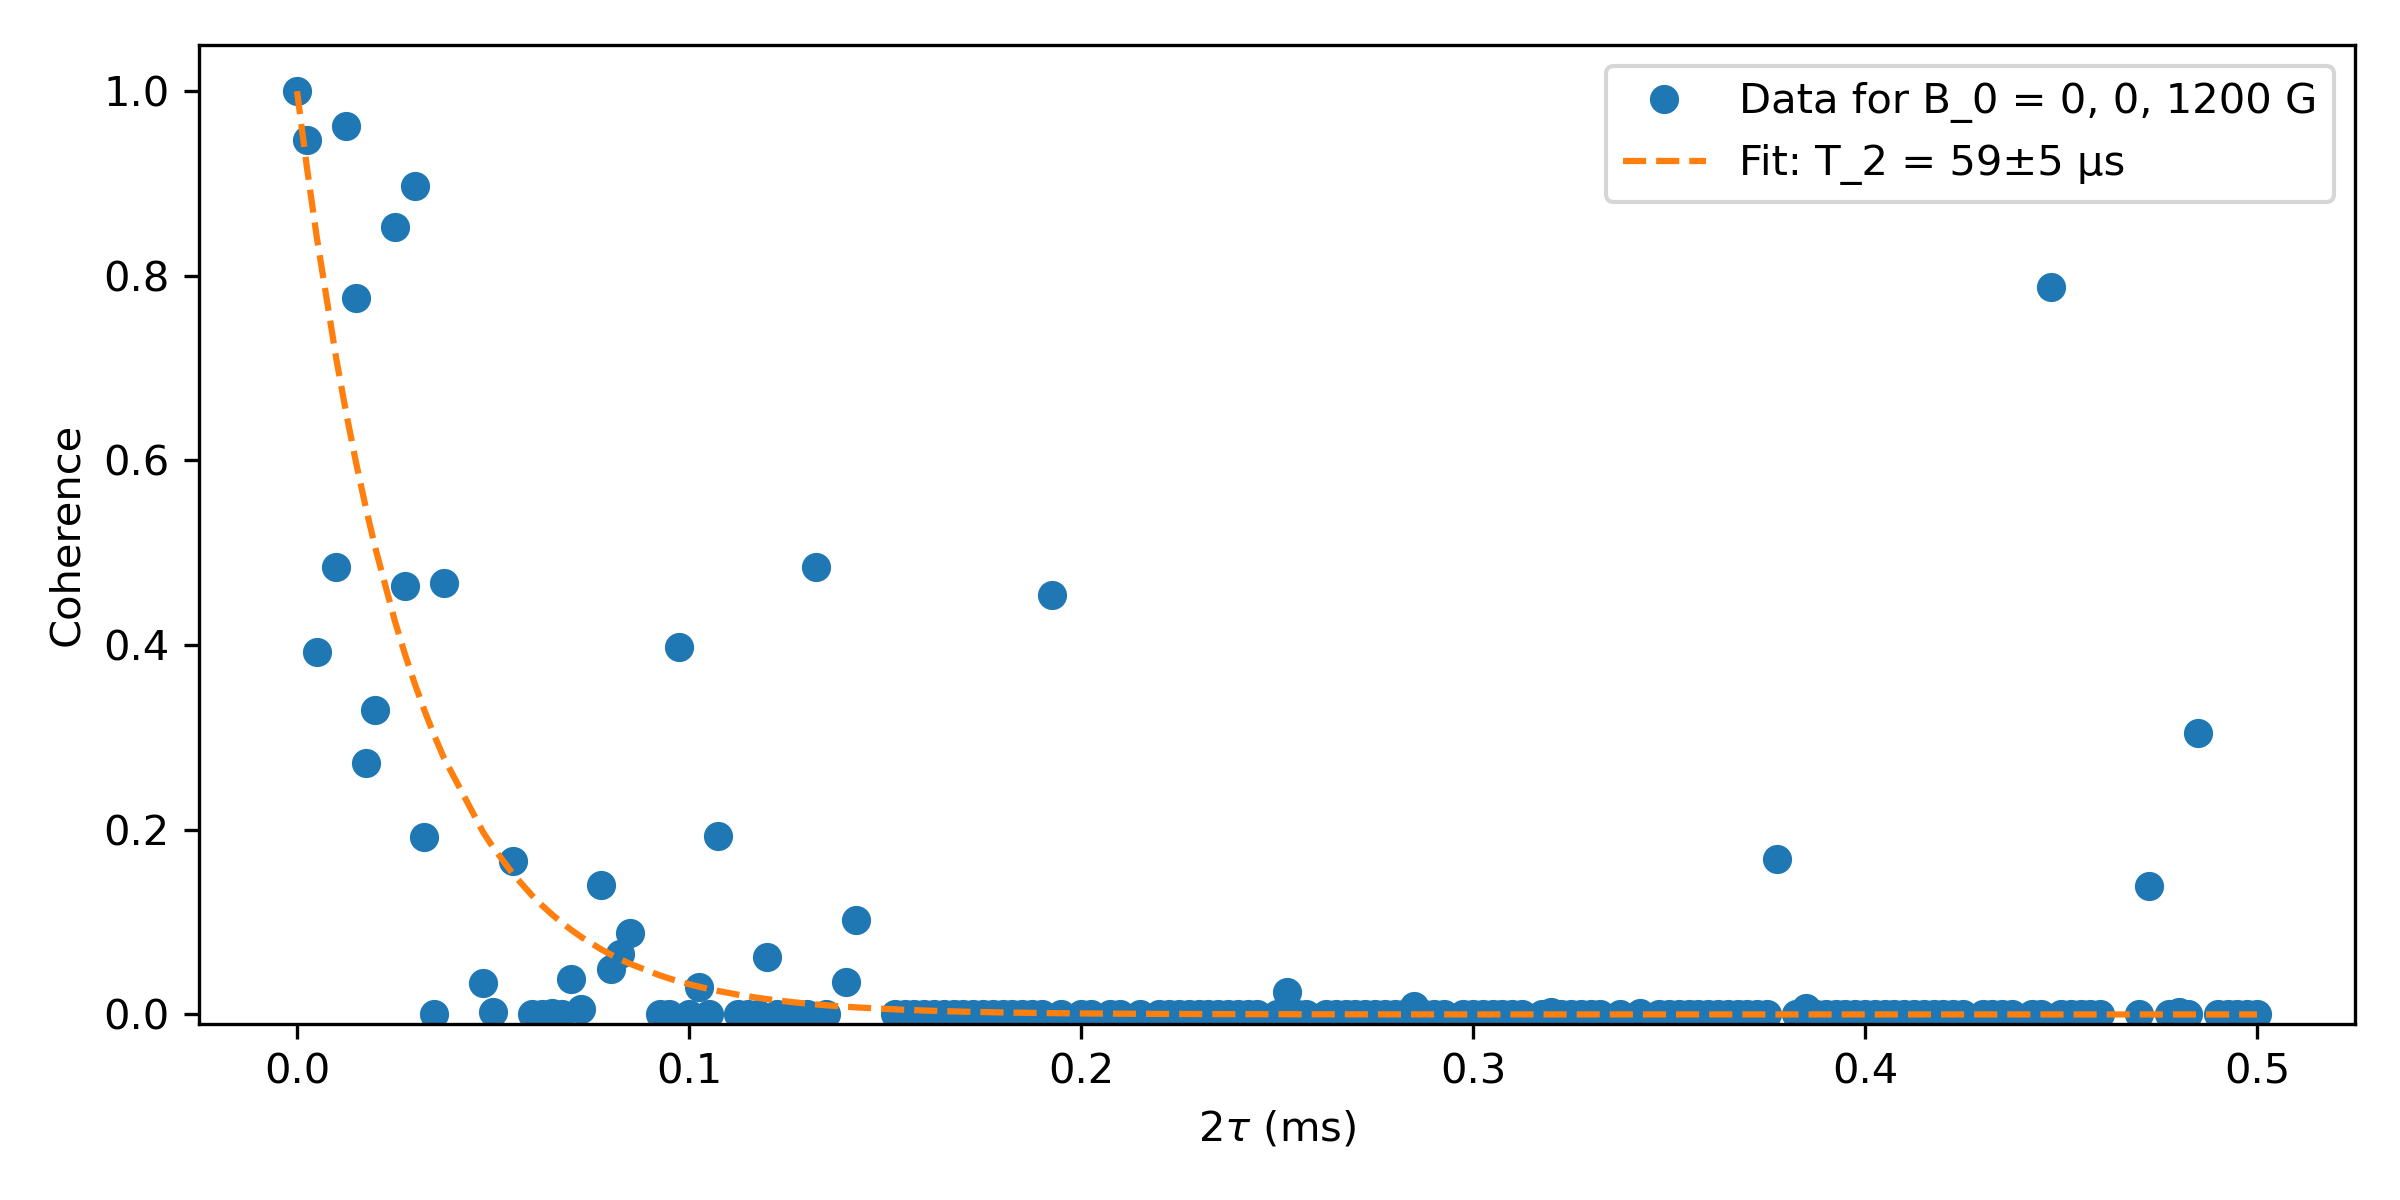 Data for B_0 = 0, 0, 1200 G
Fit: T_2 = 59±5 µs
1.0
0.8
0.6
0.4
0.2
0.0
Coherence
0.0 0.1 0.2 0.3 0.4 0.5
2τ (ms)